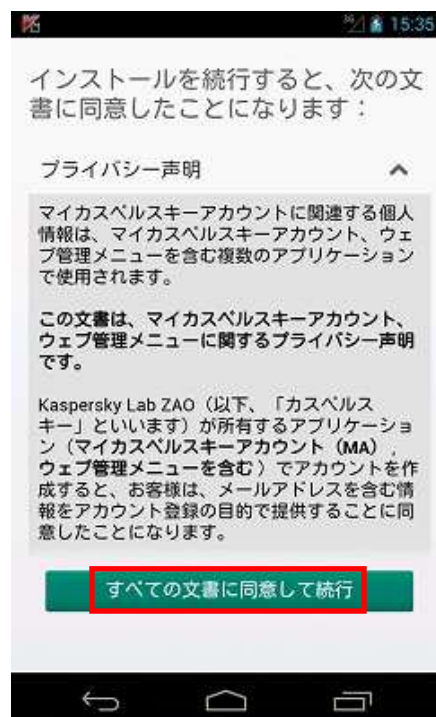 15:35
インストールを続行すると、次の文
書に同意したことになります：
プライバシー声明
マイカスペルスキーアカウントに関連する個人
情報は、マイカスペルスキーアカウント、ウェ
ブ管理メニューを含む複数のアプリケーション
で使用されます。
この文書は、マイカスペルスキーアカウント、
ウェブ管理メニューに関するプライバシー声明
です。
Kaspersky Lab ZAO（以下、「カスペルス
キー」といいます）が所有するアプリケーショ
ン（マイカスペルスキーアカウント（MA）,
ウェブ管理メニューを含む）でアカウントを作
成すると、お客様は、メールアドレスを含む情
報をアカウント登録の目的で提供することに同
意したことになります。
すべての文書に同意して続行